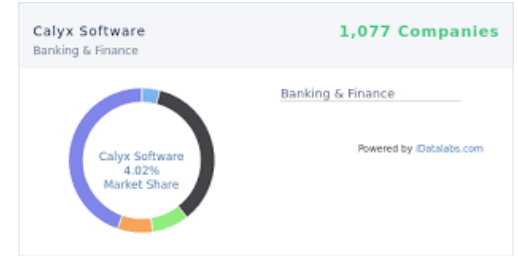 Calyx Software
1,077 Companies
Banking & Finance
Banking & Finance
Calyx Software
4.02%
Market Share
Powered by iDatalabs.com